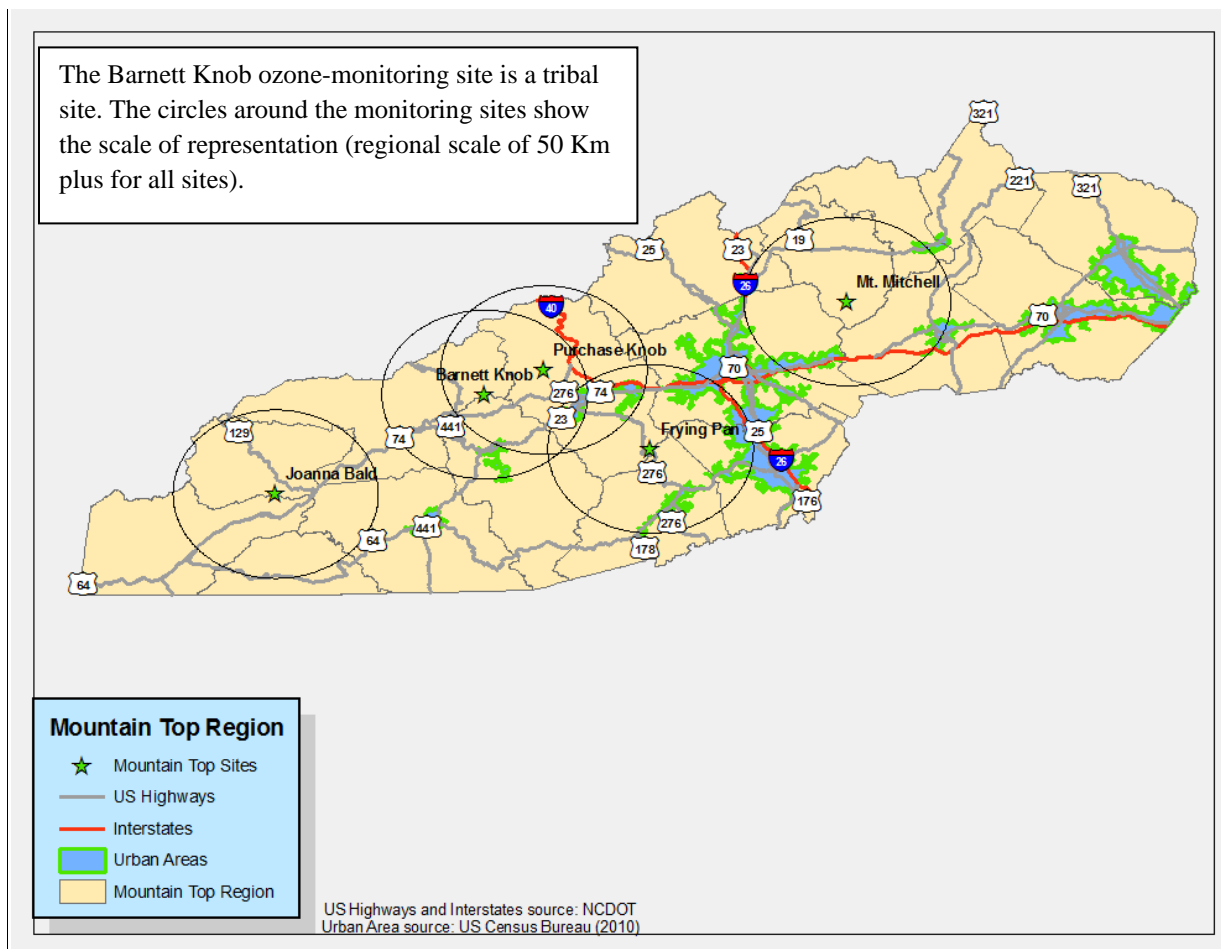 The Barnett Knob ozone-monitoring site is a tribal
site. The circles around the monitoring sites show
the scale of representation (regional scale of 50 Km
plus for all sites).
321
221
321
25
23
19
26
Mt. Mitchell
40
70
Purchase Knob
Barnett Knob
70
276
74
129
74
441
23
Frying Pan
25
26
Joanna Bald
276
176
441
276
64
178
64
Mountain Top Region
Mountain Top Sites
US Highways
Interstates
Urban Areas
Mountain Top Region
US Highways and Interstates source: NCDOT
Urban Area source: US Census Bureau (2010)